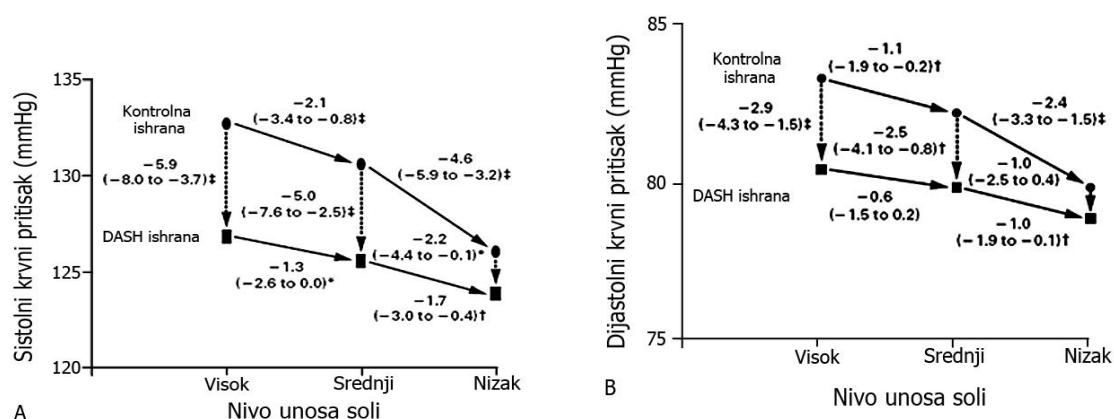 Sistolni krvni pritisak (mmHg)
135
130
125
120
Kontrolna
ishrana
−2.1
(−3.4 to −0.8)‡
−5.9
(−8.0 to −3.7)‡
−4.6
(−5.9 to −3.2)‡
−5.0
(−7.6 to −2.5)‡
DASH ishrana
−2.2
(−4.4 to −0.1)*
−1.3
(−2.6 to 0.0)*
−1.7
(−3.0 to −0.4)†
Visok
Srednji
Nizak
Nivo unosa soli
A
Dijastolni krvni pritisak (mmHg)
85
80
75
Kontrolna
ishrana
−1.1
(−1.9 to −0.2)†
−2.9
(−4.3 to −1.5)‡
−2.4
(−3.3 to −1.5)‡
−2.5
(−4.1 to −0.8)†
−1.0
(−2.5 to 0.4)
DASH ishrana
−0.6
(−1.5 to 0.2)
−1.0
(−1.9 to −0.1)†
Visok
Srednji
Nizak
Nivo unosa soli
B